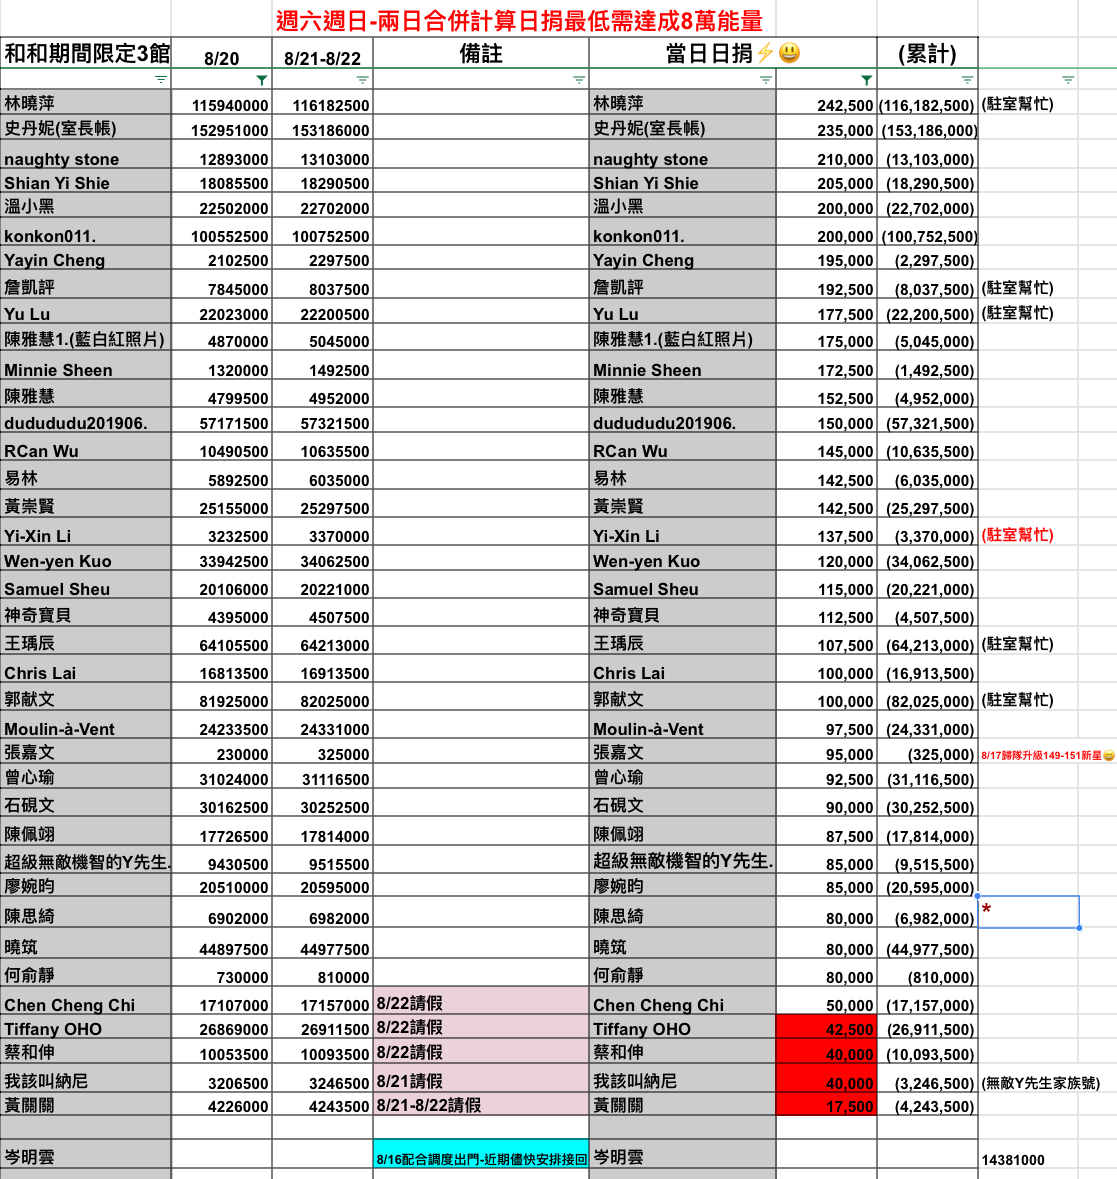 週六週日-兩日合併計算日捐最低需達成8萬能量
和和期間限定3館 8/20 8/21-8/22 備註 當日日捐⚡😃 (累計)
林曉萍 115940000 116182500 林曉萍 242,500 (116,182,500) (駐室幫忙)
史丹妮(室長帳) 152951000 153186000 史丹妮(室長帳) 235,000 (153,186,000)
naughty stone 12893000 13103000 naughty stone 210,000 (13,103,000)
Shian Yi Shie 18085500 18290500 Shian Yi Shie 205,000 (18,290,500)
溫小黑 22502000 22702000 溫小黑 200,000 (22,702,000)
konkon011. 100552500 100752500 konkon011. 200,000 (100,752,500)
Yayin Cheng 2102500 2297500 Yayin Cheng 195,000 (2,297,500)
詹凱評 7845000 8037500 詹凱評 192,500 (8,037,500) (駐室幫忙)
Yu Lu 22023000 22200500 Yu Lu 177,500 (22,200,500) (駐室幫忙)
陳雅慧1.(藍白紅照片) 4870000 5045000 陳雅慧1.(藍白紅照片) 175,000 (5,045,000)
Minnie Sheen 1320000 1492500 Minnie Sheen 172,500 (1,492,500)
陳雅慧 4799500 4952000 陳雅慧 152,500 (4,952,000)
dudududu201906. 57171500 57321500 dudududu201906. 150,000 (57,321,500)
RCan Wu 10490500 10635500 RCan Wu 145,000 (10,635,500)
易林 5892500 6035000 易林 142,500 (6,035,000)
黃崇賢 25155000 25297500 黃崇賢 142,500 (25,297,500)
Yi-Xin Li 3232500 3370000 Yi-Xin Li 137,500 (3,370,000) (駐室幫忙)
Wen-yen Kuo 33942500 34062500 Wen-yen Kuo 120,000 (34,062,500)
Samuel Sheu 20106000 20221000 Samuel Sheu 115,000 (20,221,000)
神奇寶貝 4395000 4507500 神奇寶貝 112,500 (4,507,500)
王瑀辰 64105500 64213000 王瑀辰 107,500 (64,213,000) (駐室幫忙)
Chris Lai 16813500 16913500 Chris Lai 100,000 (16,913,500)
郭献文 81925000 82025000 郭献文 100,000 (82,025,000) (駐室幫忙)
Moulin-à-Vent 24233500 24331000 Moulin-à-Vent 97,500 (24,331,000)
張嘉文 230000 325000 張嘉文 95,000 (325,000) 8/17歸隊升級149-151新星😄
曾心瑜 31024000 31116500 曾心瑜 92,500 (31,116,500)
石硯文 30162500 30252500 石硯文 90,000 (30,252,500)
陳佩翊 17726500 17814000 陳佩翊 87,500 (17,814,000)
超級無敵機智的Y先生. 9430500 9515500 超級無敵機智的Y先生. 85,000 (9,515,500)
廖婉昀 20510000 20595000 廖婉昀 85,000 (20,595,000)
陳思綺 6902000 6982000 陳思綺 80,000 (6,982,000) *
曉筑 44897500 44977500 曉筑 80,000 (44,977,500)
何俞靜 730000 810000 何俞靜 80,000 (810,000)
Chen Cheng Chi 17107000 17157000 8/22請假 Chen Cheng Chi 50,000 (17,157,000)
Tiffany OHO 26869000 26911500 8/22請假 Tiffany OHO 42,500 (26,911,500)
蔡和伸 10053500 10093500 8/22請假 蔡和伸 40,000 (10,093,500)
我該叫納尼 3206500 3246500 8/21請假 我該叫納尼 40,000 (3,246,500) (無敵Y先生家族號)
黃關關 4226000 4243500 8/21-8/22請假 黃關關 17,500 (4,243,500)
岑明雲 8/16配合調度出門-近期儘快安排接回 岑明雲 14381000